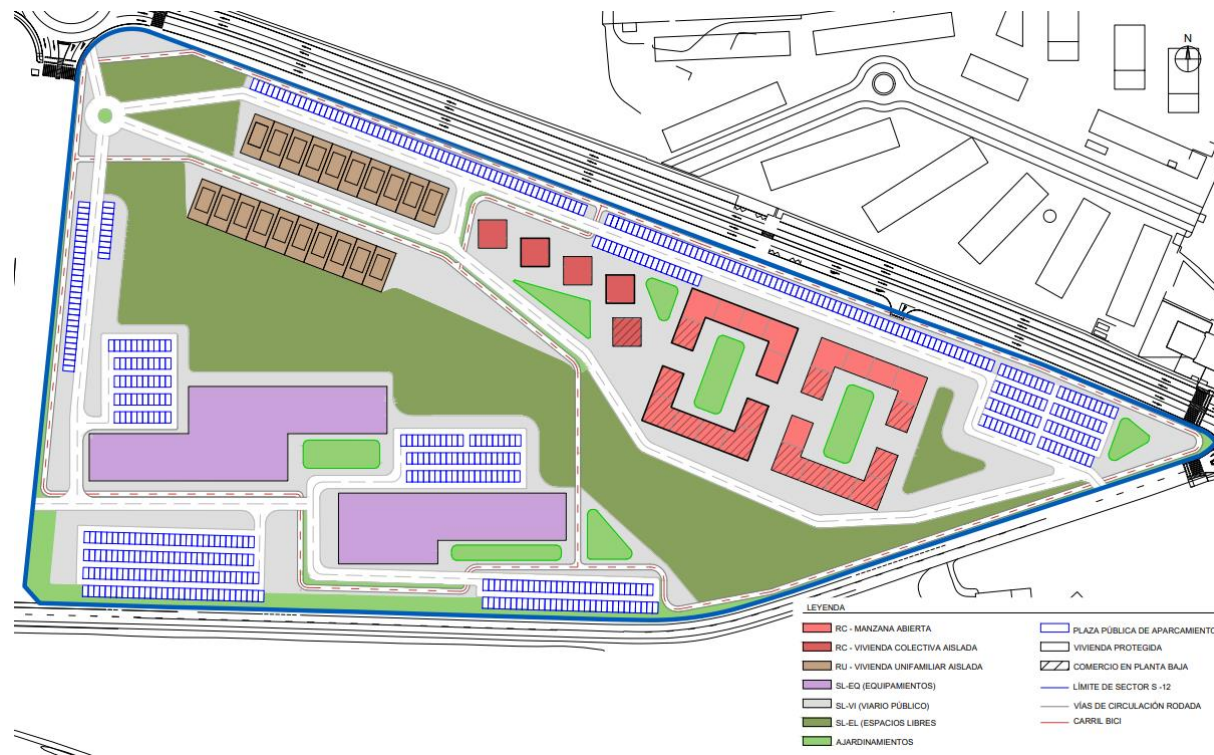 N
LEYENDA
RC - MANZANA ABIERTA
RC - VIVIENDA COLECTIVA AISLADA
RU - VIVIENDA UNIFAMILIAR AISLADA
SL-EQ (EQUIPAMIENTOS)
SL-VI (VIARIO PÚBLICO)
SL-EL (ESPACIOS LIBRES
AJARDINAMIENTOS
PLAZA PÚBLICA DE APARCAMIENTO
VIVIENDA PROTEGIDA
COMERCIO EN PLANTA BAJA
LÍMITE DE SECTOR S -12
VÍAS DE CIRCULACIÓN RODADA
CARRIL BICI